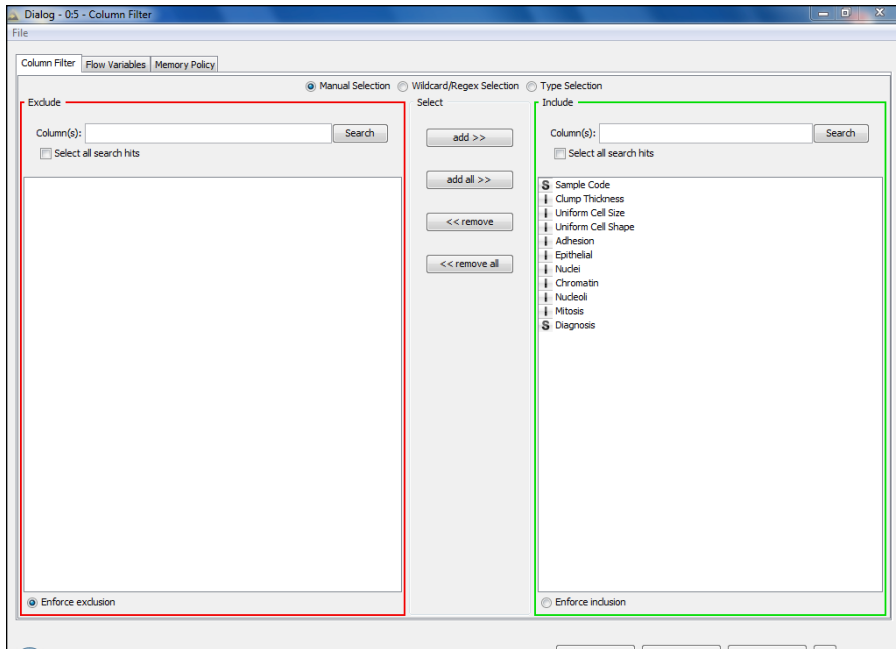 Dialog - 0:5 - Column Filter
File
Column Filter Flow Variables Memory Policy
Manual Selection Wildcard/Regex Selection Type Selection
Exclude Select Include
Column(s): Search add >> Column(s): Search
Select all search hits Select all search hits
add all >>
<< remove
<< remove all
S Sample Code
I Clump Thickness
I Uniform Cell Size
I Uniform Cell Shape
I Adhesion
I Epithelial
I Nuclei
I Chromatin
I Nucleoli
I Mitosis
S Diagnosis
Enforce exclusion Enforce inclusion